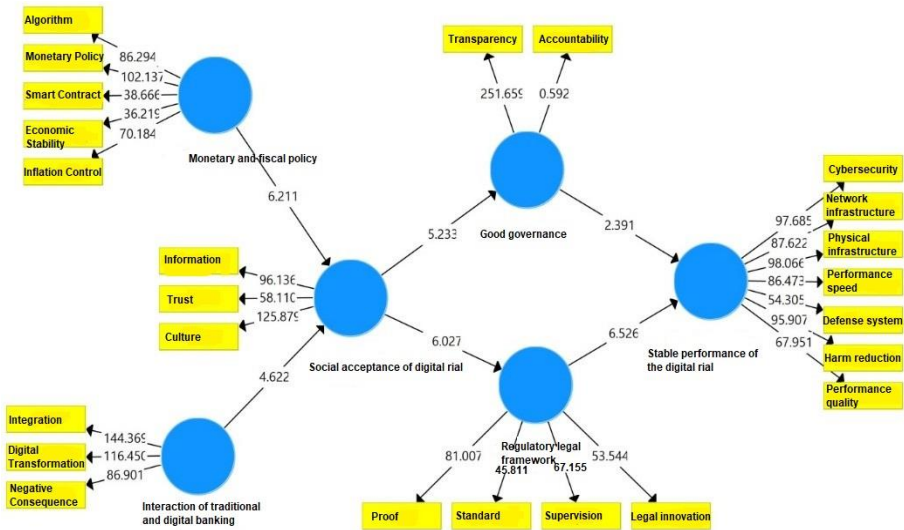 Algorithm
86.294
Monetary Policy
102.137
Smart Contract
38.666
Economic
Stability
36.219
Inflation Control
70.184
Monetary and fiscal policy
6.211
Transparency
Accountability
251.659
0.592
Good governance
5.233
2.391
Information
96.136
Trust
58.110
Culture
125.879
Social acceptance of digital rial
4.622
6.027
6.526
Cybersecurity
97.685
Network
infrastructure
87.622
Physical
infrastructure
98.066
Performance
speed
86.473
Defense system
54.305
Harm reduction
95.907
Performance
quality
67.951
Stable performance of
the digital rial
Integration
144.369
Digital
Transformation
116.450
Negative
Consequence
86.901
Interaction of traditional
and digital banking
Regulatory legal
framework
81.007
45.811
67.155
53.544
Proof
Standard
Supervision
Legal innovation